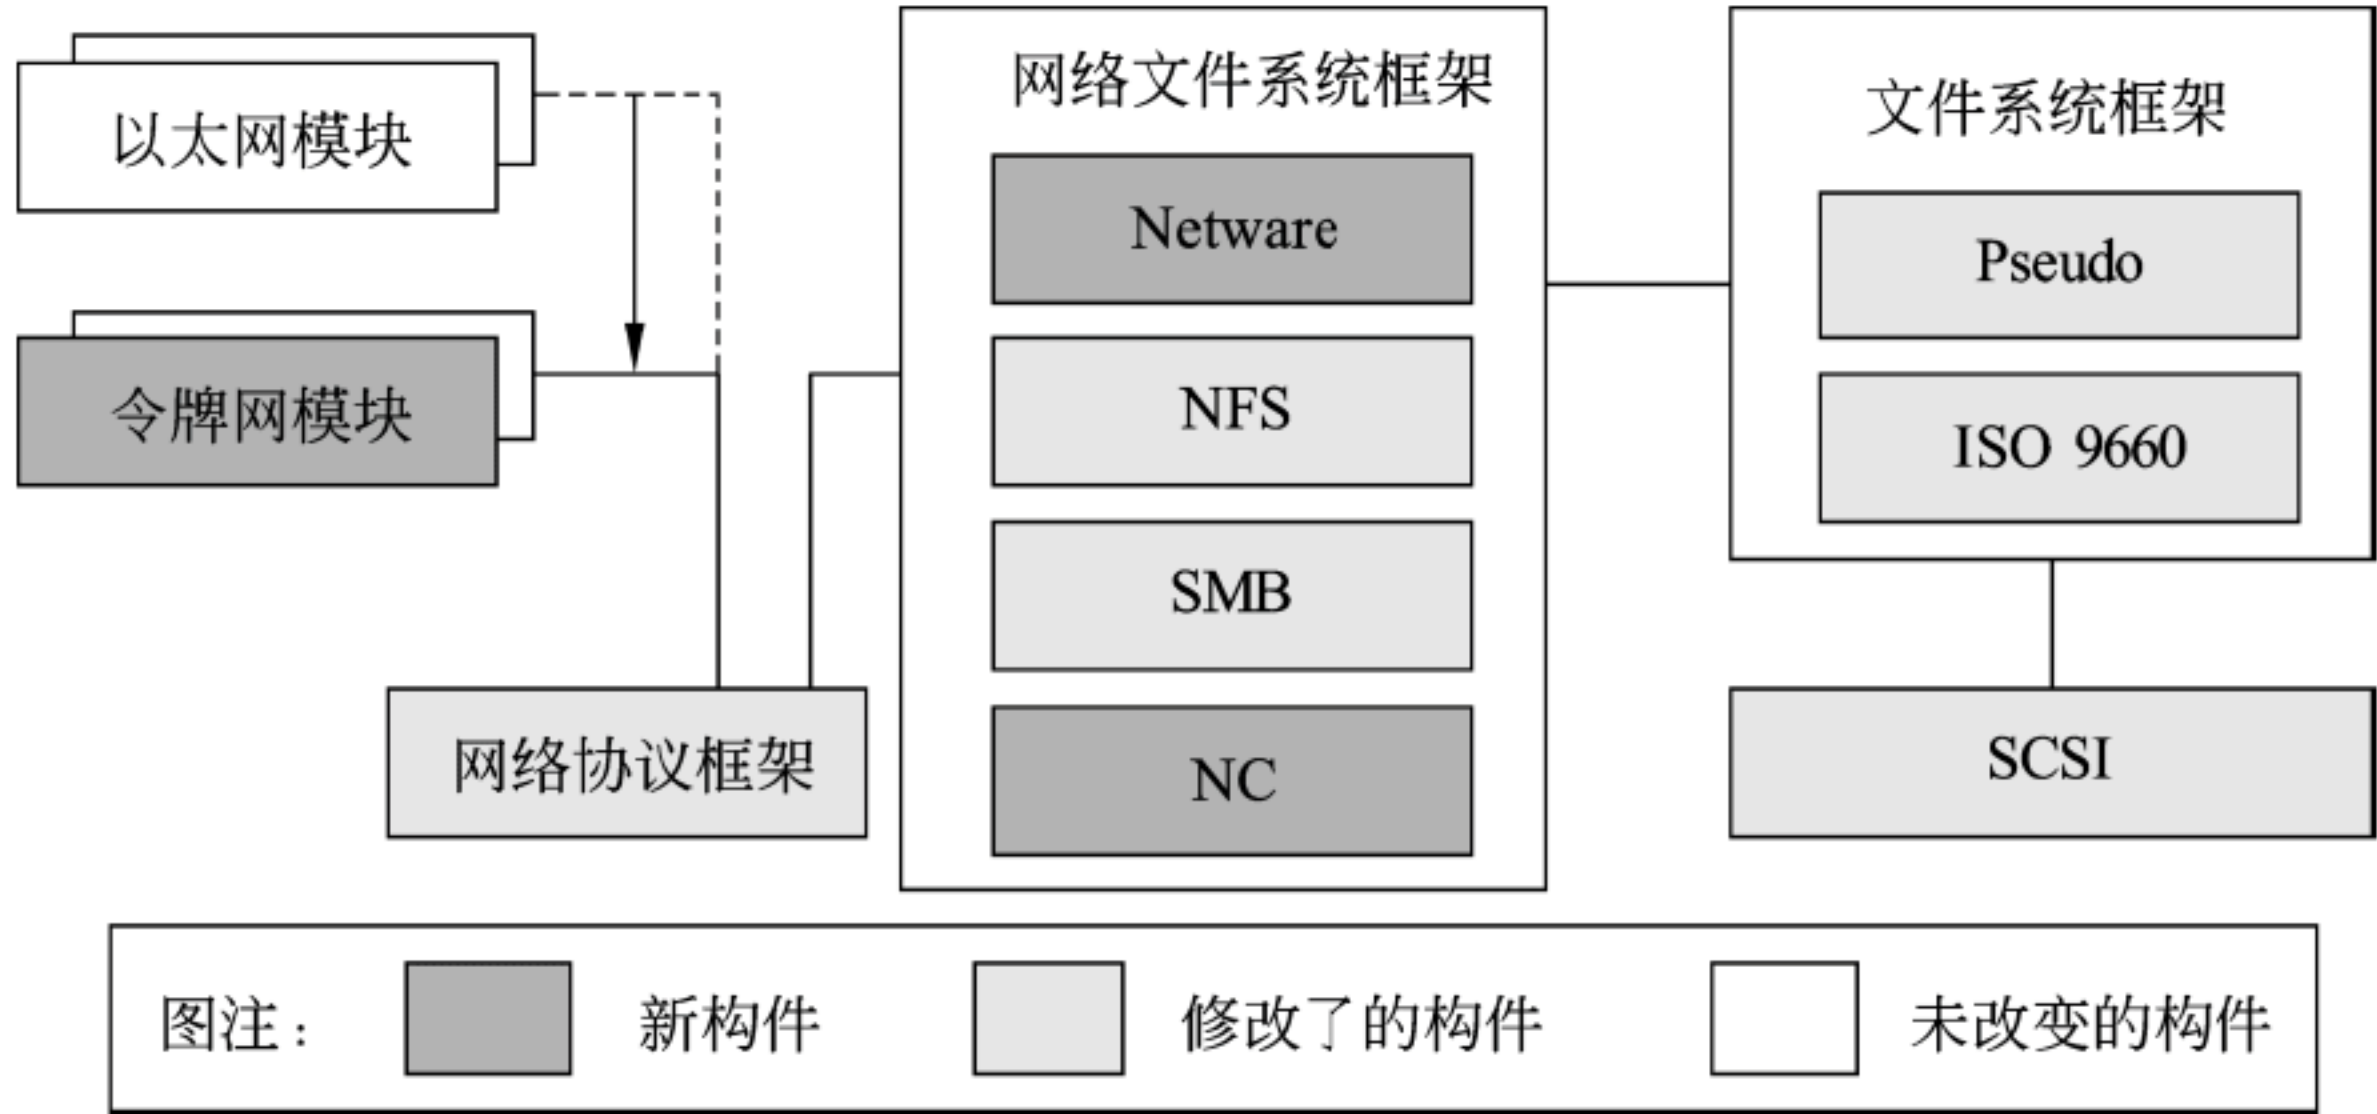 以太网模块
令牌网模块
网络协议框架
网络文件系统框架
Netware
NFS
SMB
NC
文件系统框架
Pseudo
ISO 9660
SCSI
图注： 新构件 修改了的构件 未改变的构件